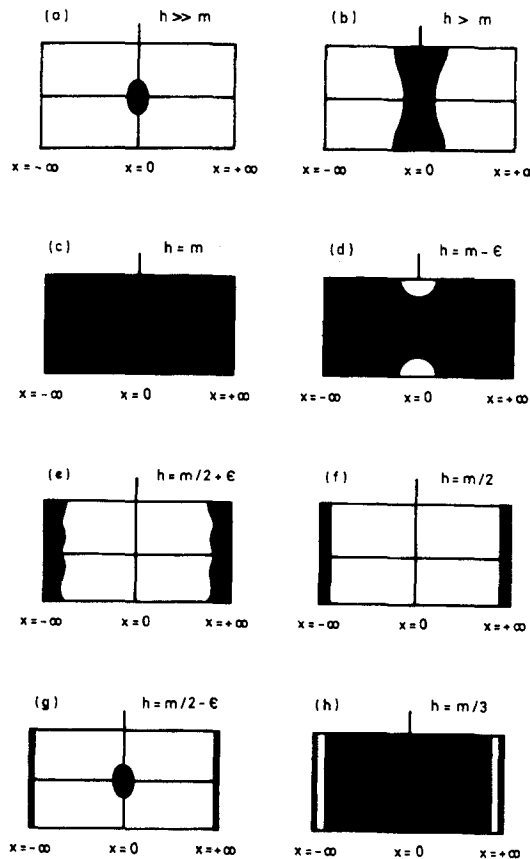 (a) h >> m (b) h > m
x = -∞ x = 0 x = +∞ x = -∞ x = 0 x = +∞
(c) h = m (d) h = m - ϵ
x = -∞ x = 0 x = +∞ x = -∞ x = 0 x = +∞
(e) h = m/2 + ϵ (f) h = m/2
x = -∞ x = 0 x = +∞ x = -∞ x = 0 x = +∞
(g) h = m/2 - ϵ (h) h = m/3
x = -∞ x = 0 x = +∞ x = -∞ x = 0 x = +∞